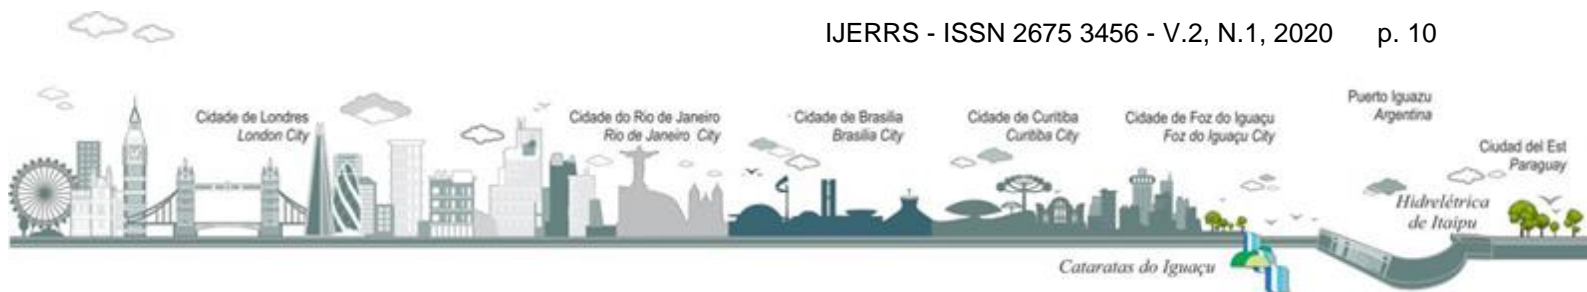 IJERRS - ISSN 2675 3456 - V.2, N.1, 2020 p. 10
Cidade de Londres
London City
Cidade do Rio de Janeiro
Rio de Janeiro City
Cidade de Brasilia
Brasilia City
Cidade de Curitiba
Curitiba City
Cidade de Foz do Iguaçu
Foz do Iguaçu City
Puerto Iguazu
Argentina
Ciudad del Est
Paraguay
Hidrelétrica
de Itaipu
Cataratas do Iguaçu